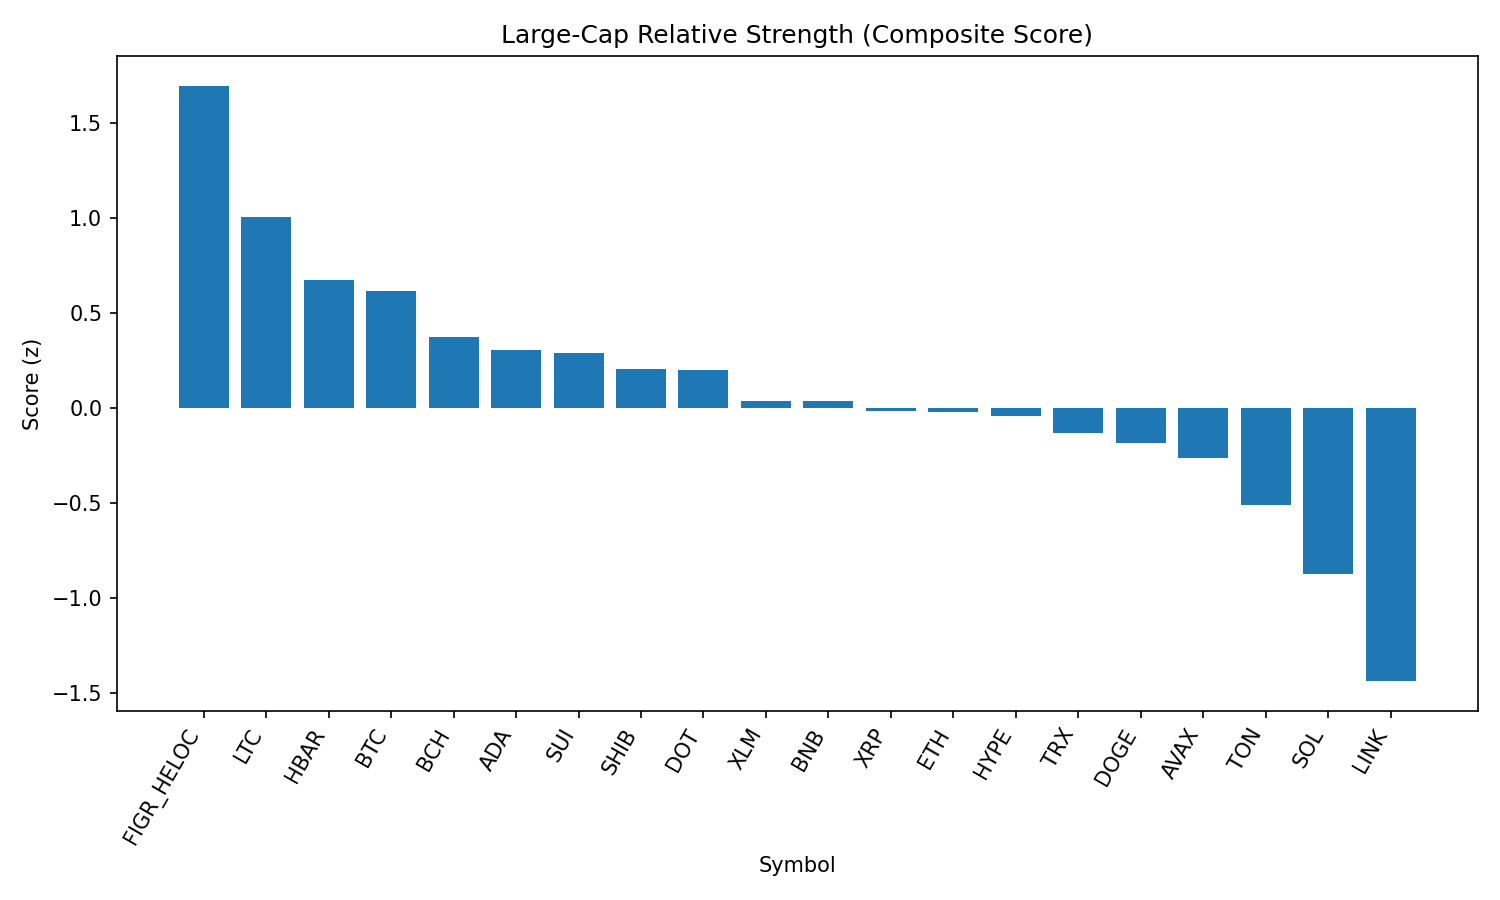 Large-Cap Relative Strength (Composite Score)
Score (z)
1.5
1.0
0.5
0.0
−0.5
−1.0
−1.5
FIGR_HELOC
LTC
HBAR
BTC
BCH
ADA
SUI
SHIB
DOT
XLM
BNB
XRP
ETH
HYPE
TRX
DOGE
AVAX
TON
SOL
LINK
Symbol